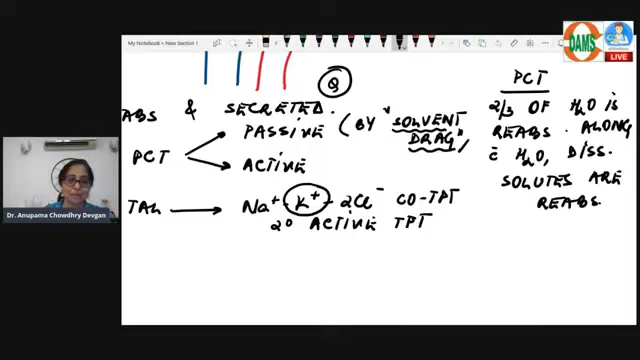 My Notebook > New Section 1
DAMS
LIVE
Q
ABS & SECRETED.
PCT
PASSIVE (BY "SOLVENT DRAG")
ACTIVE
TAL Na+ K+ - 2Cl- CO-TPT
2° ACTIVE TPT
PCT
2/3 OF H2O IS
REABS. ALONG
c̄ H2O, DISS.
SOLUTES ARE
REABS.
Dr. Anupama Chowdhry Devgan